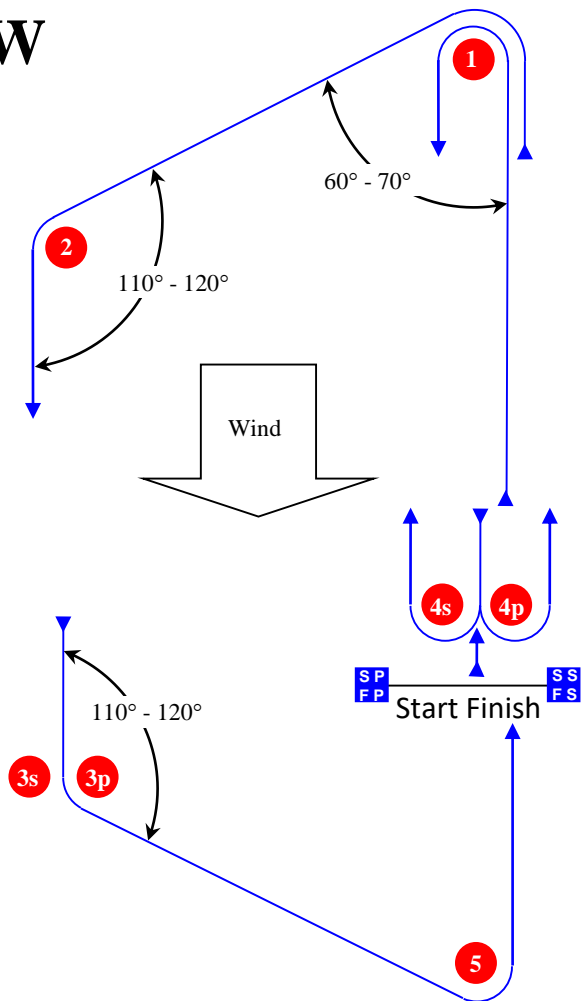 W
1
60° - 70°
2
110° - 120°
Wind
4s 4p
S P S S
F P F S
Start Finish
110° - 120°
3s 3p
5